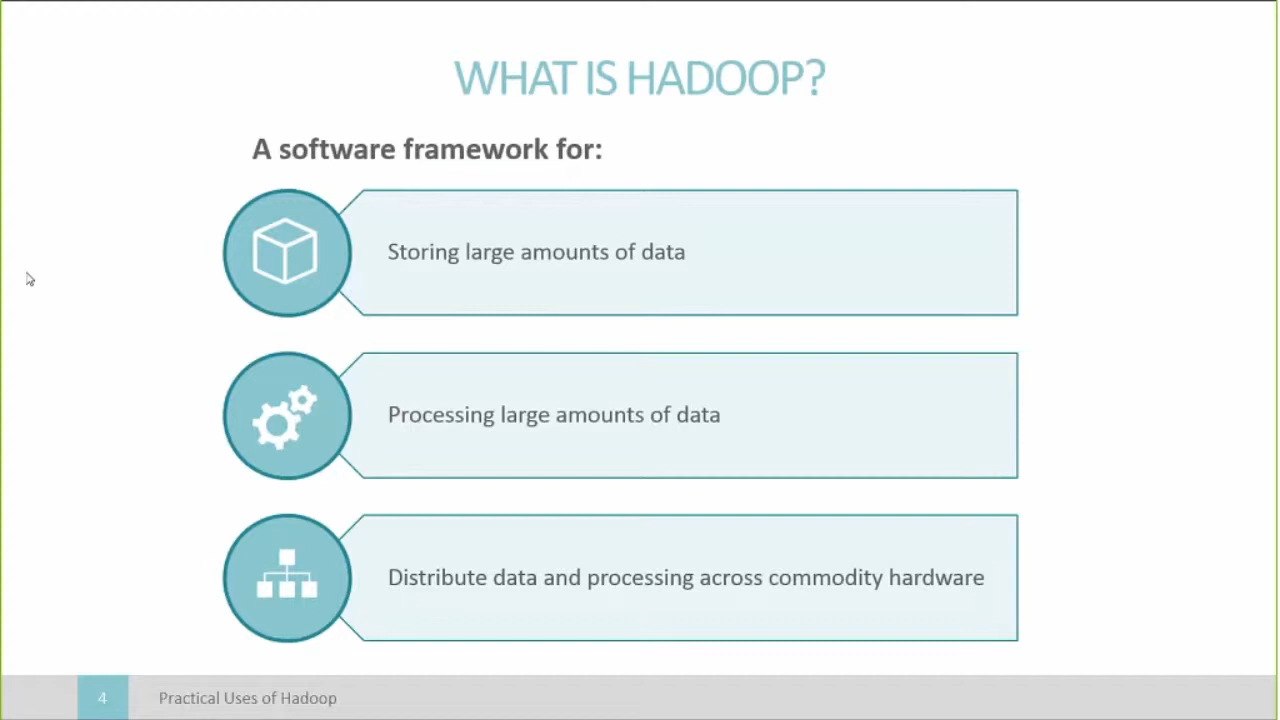 WHAT IS HADOOP?
A software framework for:
Storing large amounts of data
Processing large amounts of data
Distribute data and processing across commodity hardware
4
Practical Uses of Hadoop